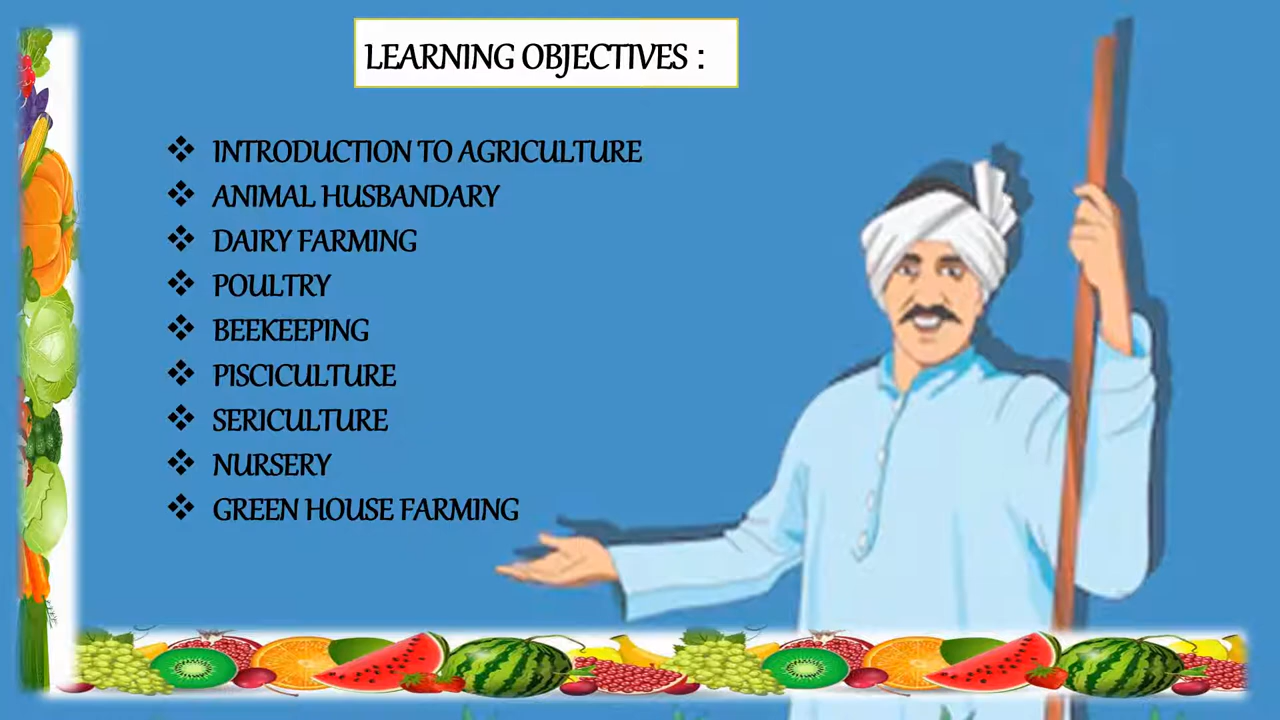 LEARNING OBJECTIVES :
❖ INTRODUCTION TO AGRICULTURE
❖ ANIMAL HUSBANDARY
❖ DAIRY FARMING
❖ POULTRY
❖ BEEKEEPING
❖ PISCICULTURE
❖ SERICULTURE
❖ NURSERY
❖ GREEN HOUSE FARMING